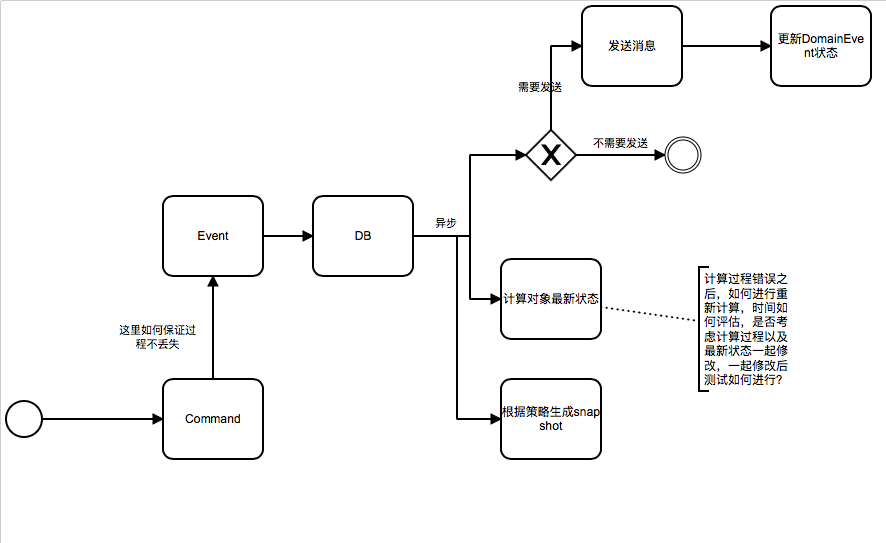 发送消息
更新DomainEve
nt状态
需要发送
不需要发送
X
Event
DB
异步
计算对象最新状态
计算过程错误之
后，如何进行重
新计算，时间如
何评估，是否考
虑计算过程以及
最新状态一起修
改，一起修改后
测试如何进行？
这里如何保证过
程不丢失
Command
根据策略生成snap
shot